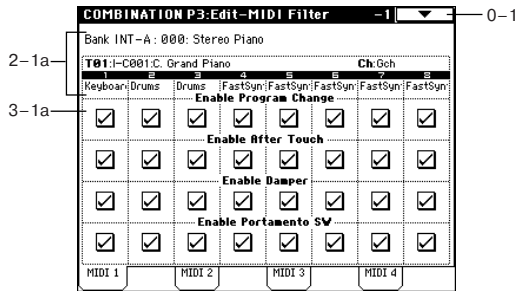 COMBINATION P3:Edit-MIDI Filter -1
0-1
Bank INT-A : 000: Stereo Piano
2-1a
T01:I-C001:C. Grand Piano Ch:Gch
1 2 3 4 5 6 7 8
Keyboar Drums Drums FastSyn FastSyn FastSyn FastSyn FastSyn
Enable Program Change
3-1a
Enable After Touch
Enable Damper
Enable Portamento SW
MIDI 1 MIDI 2 MIDI 3 MIDI 4